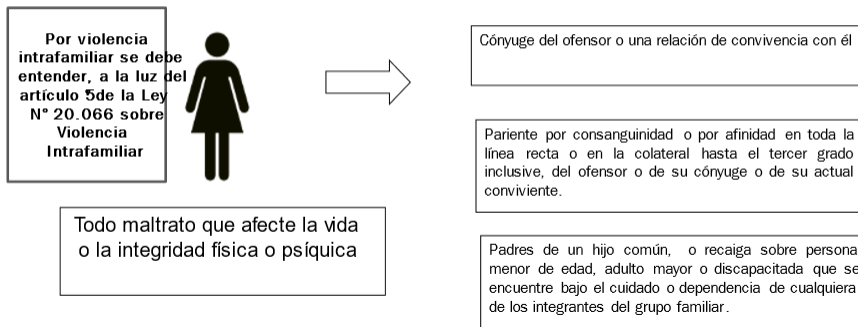 Por violencia
intrafamiliar se debe
entender, a la luz del
artículo 5de la Ley
N° 20.066 sobre
Violencia
Intrafamiliar
Todo maltrato que afecte la vida
o la integridad física o psíquica
Cónyuge del ofensor o una relación de convivencia con él
Pariente por consanguinidad o por afinidad en toda la
línea recta o en la colateral hasta el tercer grado
inclusive, del ofensor o de su cónyuge o de su actual
conviviente.
Padres de un hijo común, o recaiga sobre persona
menor de edad, adulto mayor o discapacitada que se
encuentre bajo el cuidado o dependencia de cualquiera
de los integrantes del grupo familiar.